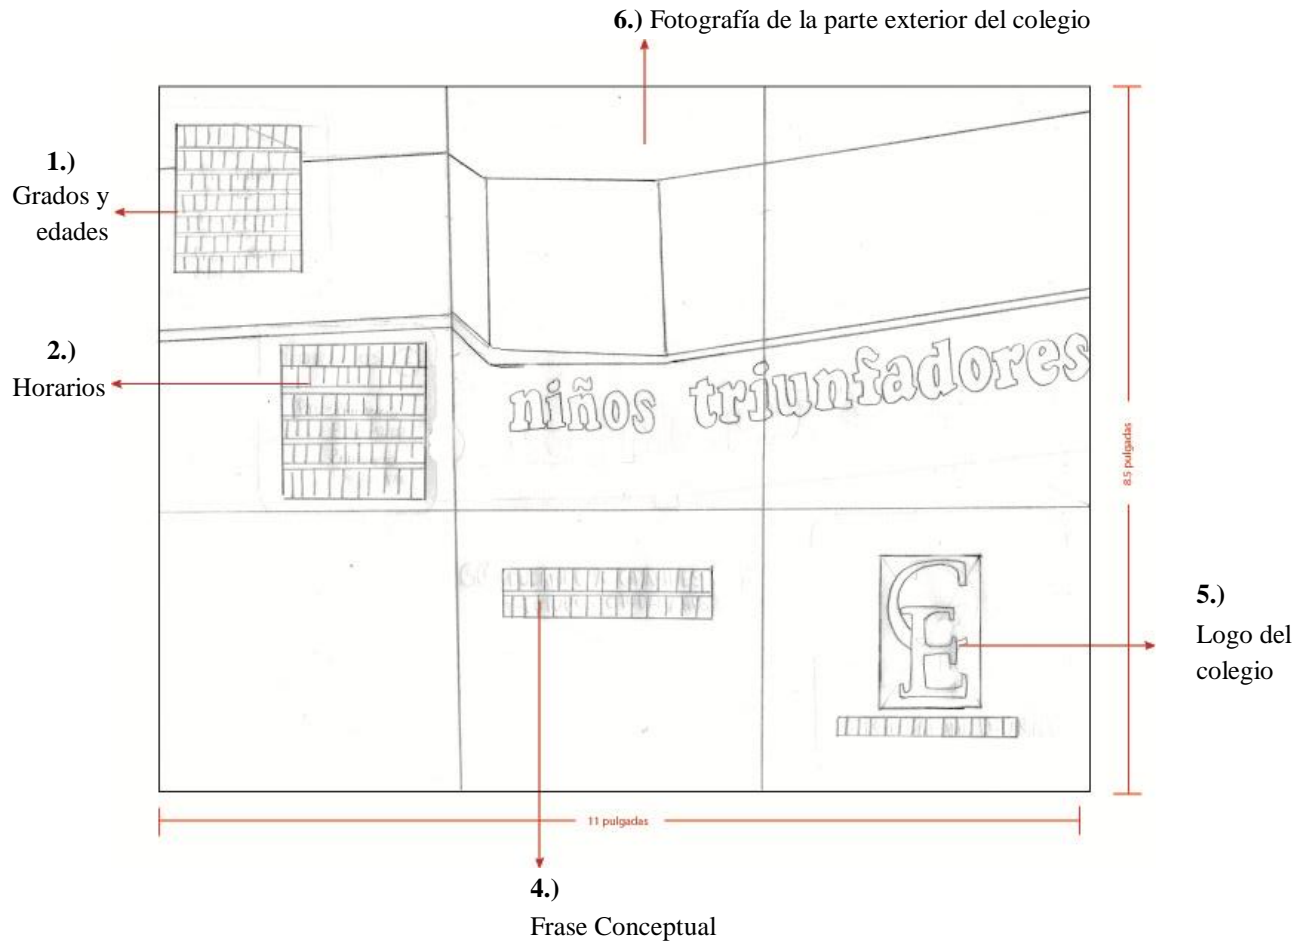 6.) Fotografía de la parte exterior del colegio
1.)
Grados y
edades
2.)
Horarios
niños triunfadores
8.5 pulgadas
CE
5.)
Logo del
colegio
11 pulgadas
4.)
Frase Conceptual